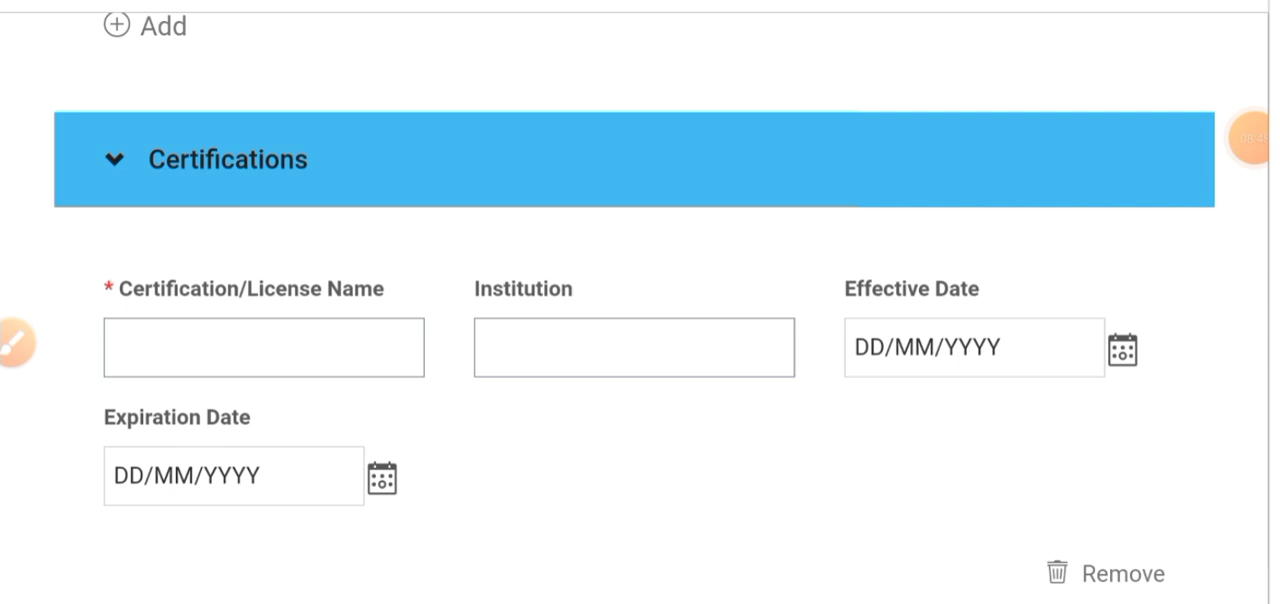 Add
Certifications
* Certification/License Name
Institution
Effective Date
DD/MM/YYYY
Expiration Date
DD/MM/YYYY
Remove